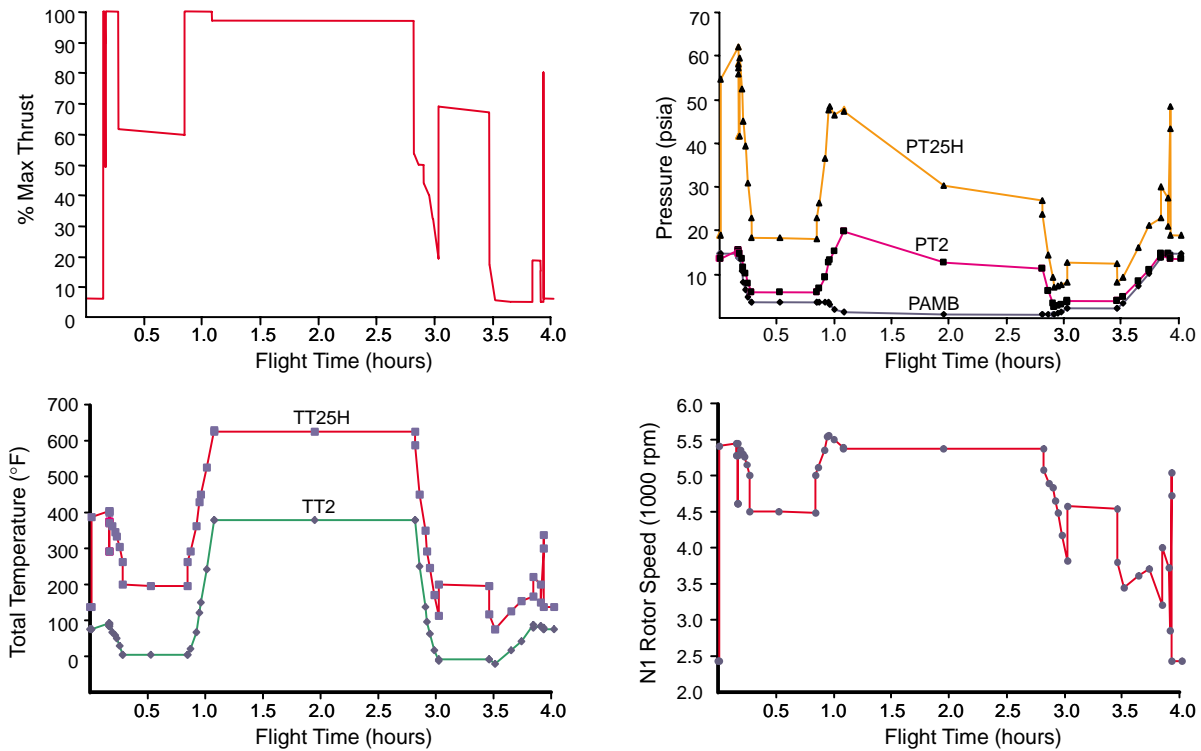 % Max Thrust
100
90
80
70
60
50
40
30
20
10
0
0.5 1.0 1.5 2.0 2.5 3.0 3.5 4.0
Flight Time (hours)
Pressure (psia)
70
60
50
40
30
20
10
PT25H
PT2
PAMB
0.5 1.0 1.5 2.0 2.5 3.0 3.5 4.0
Flight Time (hours)
Total Temperature (°F)
700
600
500
400
300
200
100
0
TT25H
TT2
0.5 1.0 1.5 2.0 2.5 3.0 3.5 4.0
Flight Time (hours)
N1 Rotor Speed (1000 rpm)
6.0
5.5
5.0
4.5
4.0
3.5
3.0
2.5
2.0
0.5 1.0 1.5 2.0 2.5 3.0 3.5 4.0
Flight Time (hours)